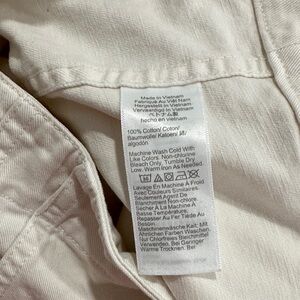 Made in Vietnam
Fabriqué Au Viêt Nam
Hergestellt in Vietnam
Vervaardigd in Vietnam
ベトナム製
hecho en Vietnam
100% Cotton/ Coton/
Baumwolle/ Katoen/ 綿/
algodón
Machine Wash Cold With
Like Colors. Non-chlorine
Bleach Only. Tumble Dry
Low. Warm Iron As Needed.
Lavage En Machine À Froid
Avec Couleurs Similaires.
Seulement Agent De
Blanchiment Non Chloré.
Sécher À La Machine À
Basse Température.
Repasser Au Fer Tiède Au
Besoin.
Maschinenwäsche Kalt; Mit
Ähnlichen Farben Waschen
Nur Chlorfreies Bleichmittel
Verwenden. Bei Geringer
Wärme Trocknen. Bei